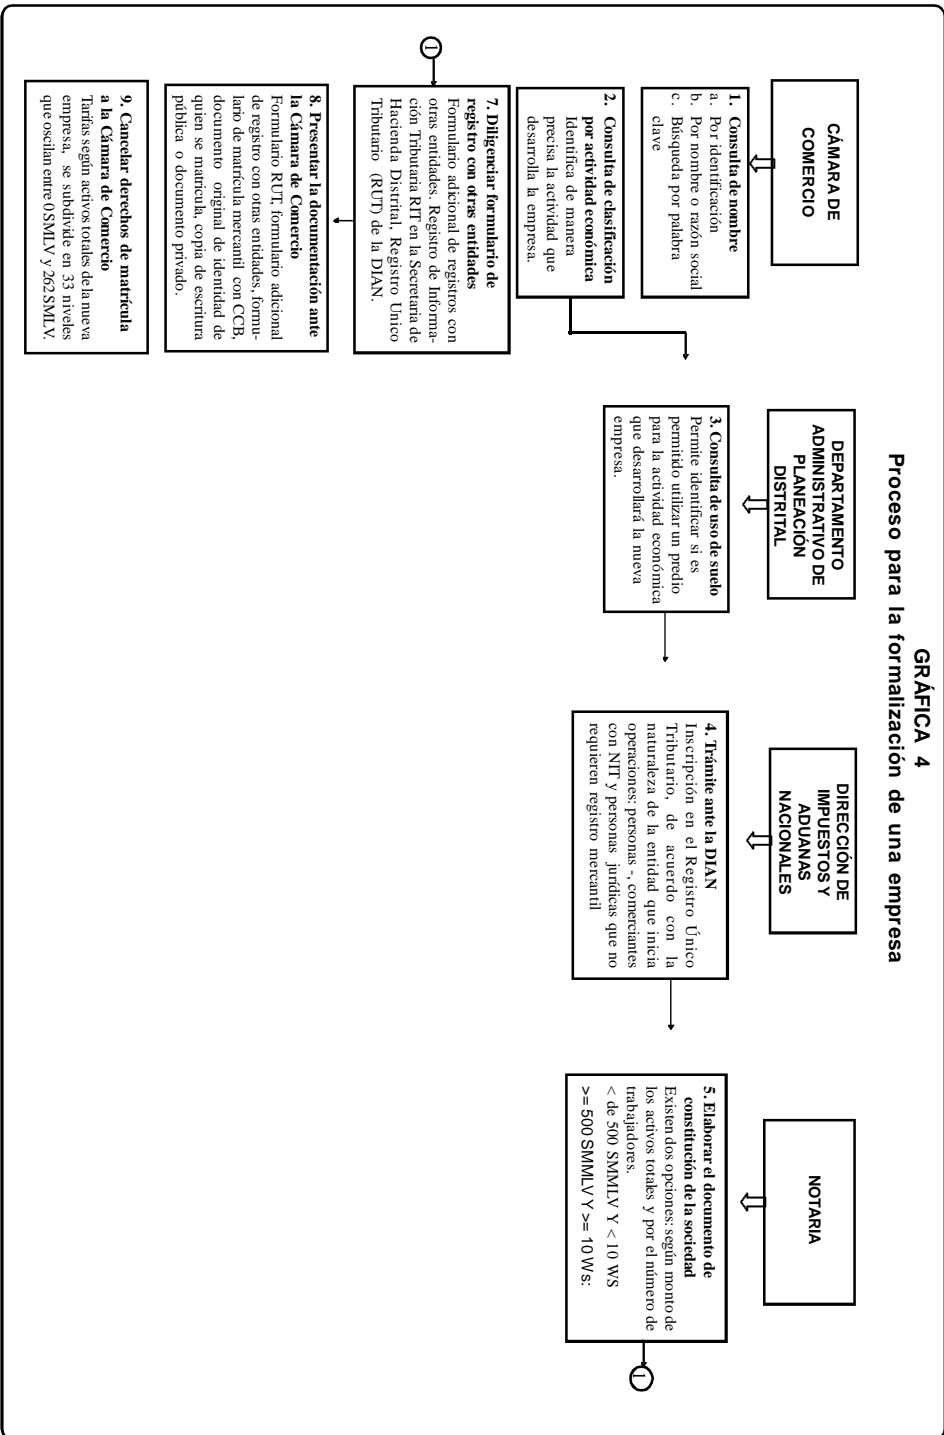 GRÁFICA 4
Proceso para la formalización de una empresa
CÁMARA DE
COMERCIO
1. Consulta de nombre
a. Por identificación
b. Por nombre o razón social
c. Búsqueda por palabra
clave
2. Consulta de clasificación
por actividad económica
Identifica de manera
precisa la actividad que
desarrolla la empresa.
DEPARTAMENTO
ADMINISTRATIVO DE
PLANEACIÓN
DISTRITAL
3. Consulta de uso de suelo
Permite identificar si es
permitido utilizar un predio
para la actividad económica
que desarrollará la nueva
empresa.
DIRECCIÓN DE
IMPUESTOS Y
ADUANAS
NACIONALES
4. Trámite ante la DIAN
Inscripción en el Registro Único
Tributario, de acuerdo con la
naturaleza de la entidad que inicia
operaciones: personas -, comerciantes
con NIT y personas jurídicas que no
requieren registro mercantil
NOTARIA
5. Elaborar el documento de
constitución de la sociedad
Existen dos opciones: según monto de
los activos totales y por el número de
trabajadores.
< de 500 SMMLV Y < 10 WS
>= 500 SMMLV Y >= 10 Ws:
1
1
7. Diligenciar formulario de
registro con otras entidades
Formulario adicional de registros con
otras entidades. Registro de Informa-
ción Tributaria RIT en la Secretaria de
Hacienda Distrital, Registro Unico
Tributario (RUT) de la DIAN.
8. Presentar la documentación ante
la Cámara de Comercio
Formulario RUT, formulario adicional
de registro con otras entidades, formu-
lario de matrícula mercantil con CCB,
documento original de identidad de
quien se matricula, copia de escritura
pública o documento privado.
9. Cancelar derechos de matrícula
a la Cámara de Comercio
Tarifas según activos totales de la nueva
empresa, se subdivide en 33 niveles
que oscilan entre 0 SMLV y 262 SMLV.